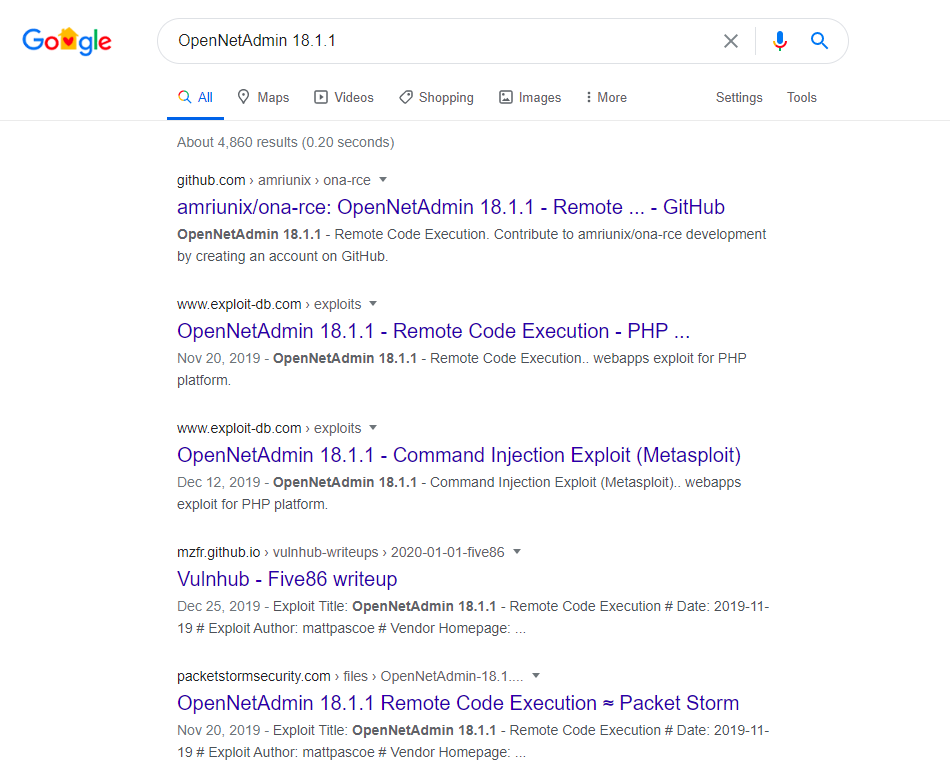 Google
OpenNetAdmin 18.1.1
All Maps Videos Shopping Images More Settings Tools
About 4,860 results (0.20 seconds)
github.com › amriunix › ona-rce
amriunix/ona-rce: OpenNetAdmin 18.1.1 - Remote ... - GitHub
OpenNetAdmin 18.1.1 - Remote Code Execution. Contribute to amriunix/ona-rce development
by creating an account on GitHub.
www.exploit-db.com › exploits
OpenNetAdmin 18.1.1 - Remote Code Execution - PHP ...
Nov 20, 2019 - OpenNetAdmin 18.1.1 - Remote Code Execution.. webapps exploit for PHP
platform.
www.exploit-db.com › exploits
OpenNetAdmin 18.1.1 - Command Injection Exploit (Metasploit)
Dec 12, 2019 - OpenNetAdmin 18.1.1 - Command Injection Exploit (Metasploit).. webapps
exploit for PHP platform.
mzfr.github.io › vulnhub-writeups › 2020-01-01-five86
Vulnhub - Five86 writeup
Dec 25, 2019 - Exploit Title: OpenNetAdmin 18.1.1 - Remote Code Execution # Date: 2019-11-
19 # Exploit Author: mattpascoe # Vendor Homepage: ...
packetstormsecurity.com › files › OpenNetAdmin-18.1....
OpenNetAdmin 18.1.1 Remote Code Execution ≈ Packet Storm
Nov 20, 2019 - Exploit Title: OpenNetAdmin 18.1.1 - Remote Code Execution # Date: 2019-11-
19 # Exploit Author: mattpascoe # Vendor Homepage: ...